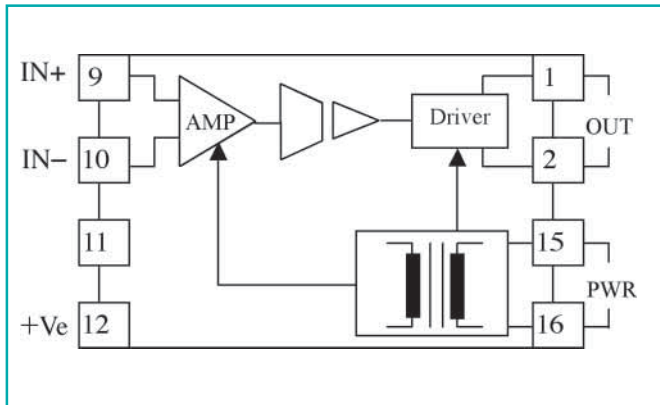 IN+ 9 1
AMP Driver OUT
IN− 10 2
11 15
PWR
+Ve 12 16